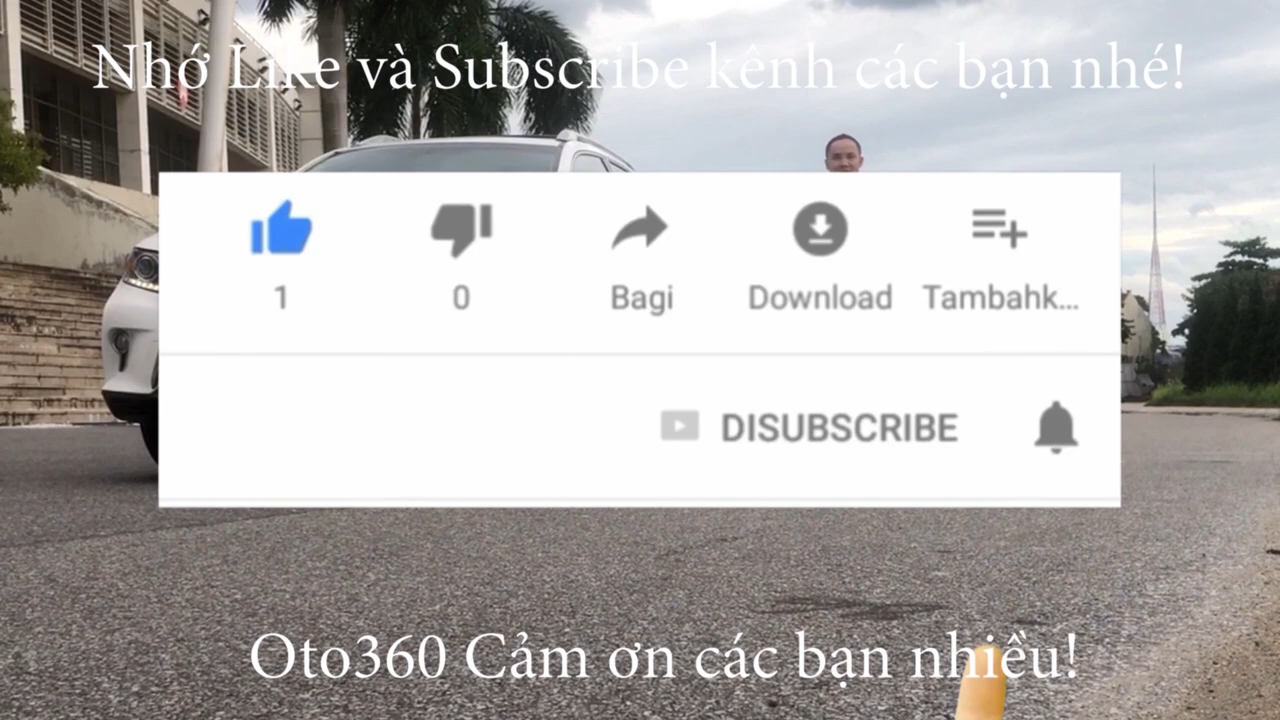 Nhớ Like và Subscribe kênh các bạn nhé!
1 0 Bagi Download Tambahk...
DISUBSCRIBE
Oto360 Cảm ơn các bạn nhiều!